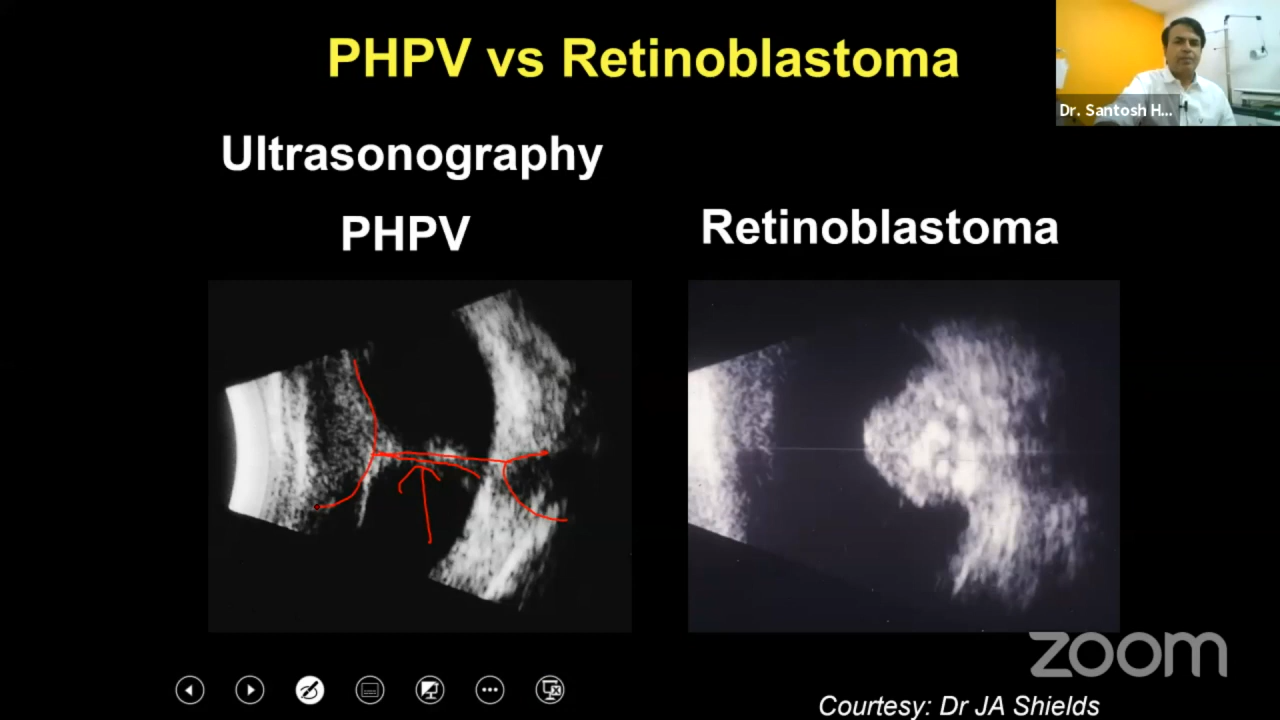 PHPV vs Retinoblastoma
Dr. Santosh H...
Ultrasonography
PHPV
Retinoblastoma
zoom
Courtesy: Dr JA Shields